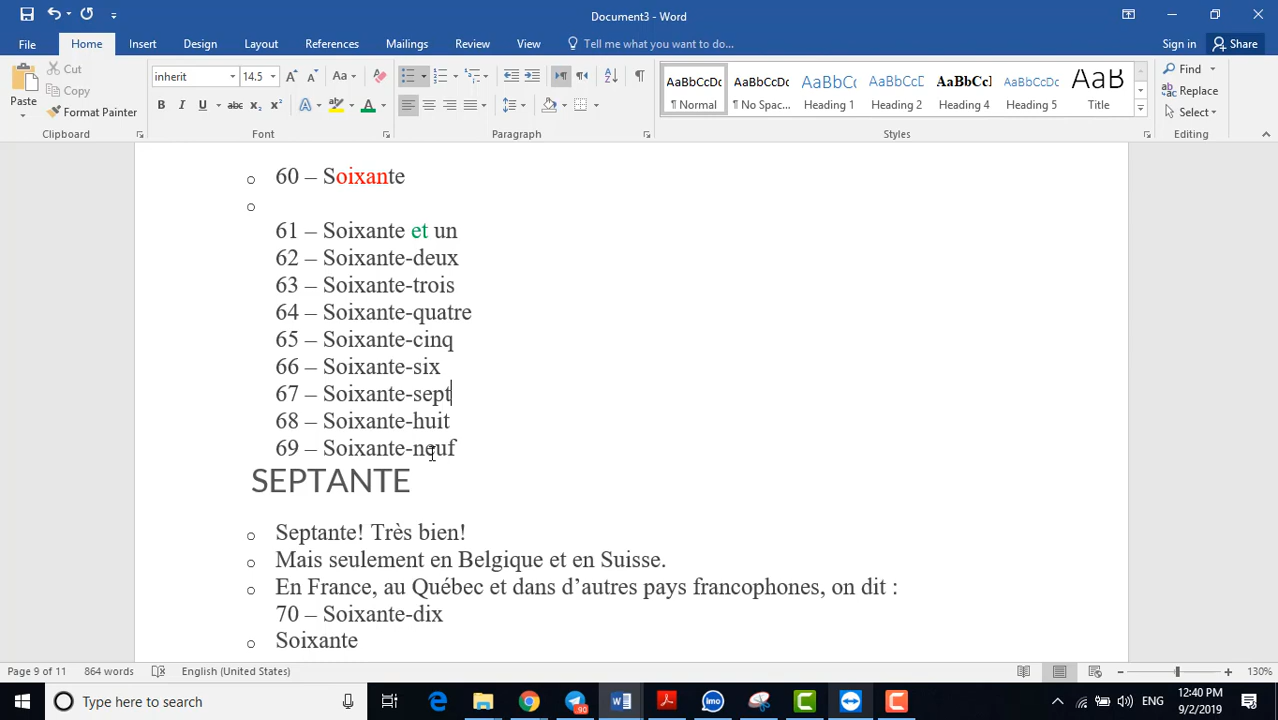 Document3 - Word
File Home Insert Design Layout References Mailings Review View Tell me what you want to do... Sign in Share
Paste Cut Copy Format Painter
inherit 14.5
AaBbCcDc AaBbCcDc AaBbCc AaBbCc AaBbCc AaBbCc AaB
¶ Normal ¶ No Spac... Heading 1 Heading 2 Heading 4 Heading 5 Title
Find Replace Select
Clipboard Font Paragraph Styles Editing
60 – Soixante
61 – Soixante et un
62 – Soixante-deux
63 – Soixante-trois
64 – Soixante-quatre
65 – Soixante-cinq
66 – Soixante-six
67 – Soixante-sept
68 – Soixante-huit
69 – Soixante-neuf
SEPTANTE
Septante! Très bien!
Mais seulement en Belgique et en Suisse.
En France, au Québec et dans d’autres pays francophones, on dit :
70 – Soixante-dix
Soixante
Page 9 of 11 864 words English (United States) 130%
Type here to search 90 ENG 12:40 PM
9/2/2019